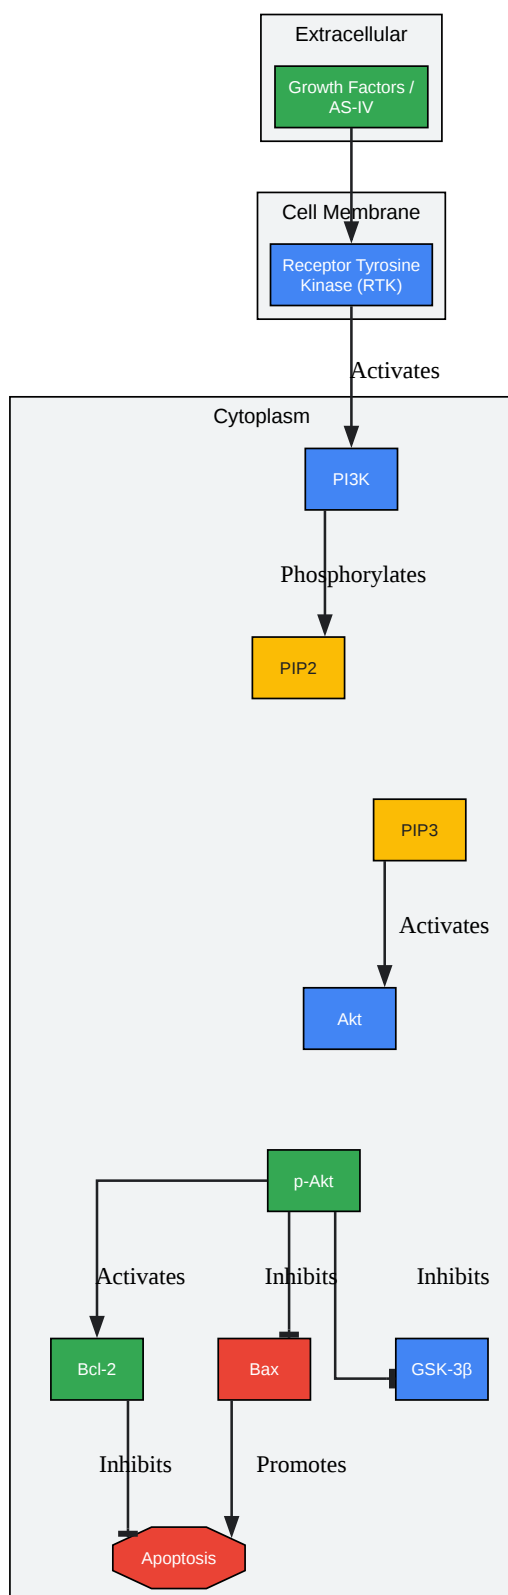 Extracellular
Growth Factors /
AS-IV
Cell Membrane
Receptor Tyrosine
Kinase (RTK)
Activates
Cytoplasm
PI3K
Phosphorylates
PIP2
PIP3
Activates
Akt
p-Akt
Activates
Inhibits
Inhibits
Bcl-2
Bax
GSK-3β
Inhibits
Promotes
Apoptosis